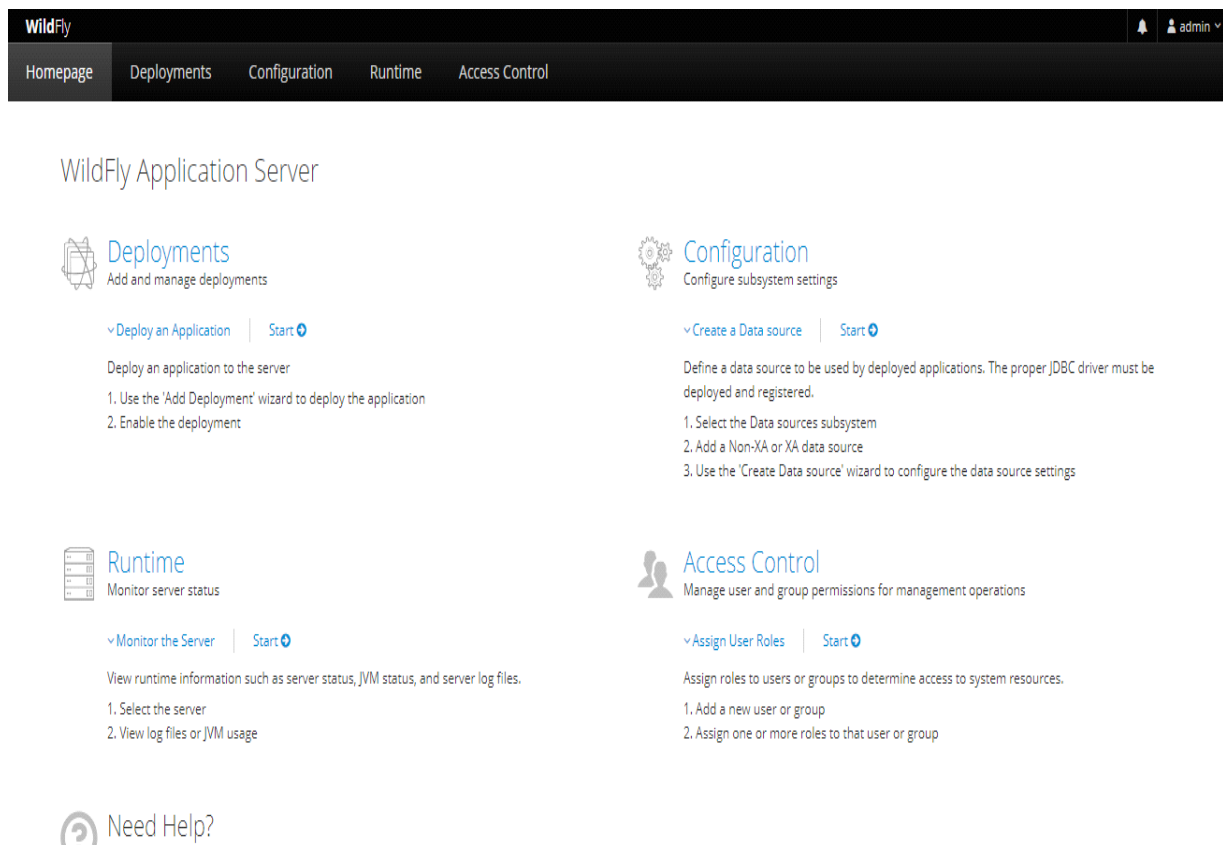 WildFly
admin
Homepage Deployments Configuration Runtime Access Control
WildFly Application Server
Deployments
Add and manage deployments
Deploy an Application Start
Deploy an application to the server
1. Use the 'Add Deployment' wizard to deploy the application
2. Enable the deployment
Configuration
Configure subsystem settings
Create a Data source Start
Define a data source to be used by deployed applications. The proper JDBC driver must be
deployed and registered.
1. Select the Data sources subsystem
2. Add a Non-XA or XA data source
3. Use the 'Create Data source' wizard to configure the data source settings
Runtime
Monitor server status
Monitor the Server Start
View runtime information such as server status, JVM status, and server log files.
1. Select the server
2. View log files or JVM usage
Access Control
Manage user and group permissions for management operations
Assign User Roles Start
Assign roles to users or groups to determine access to system resources.
1. Add a new user or group
2. Assign one or more roles to that user or group
Need Help?